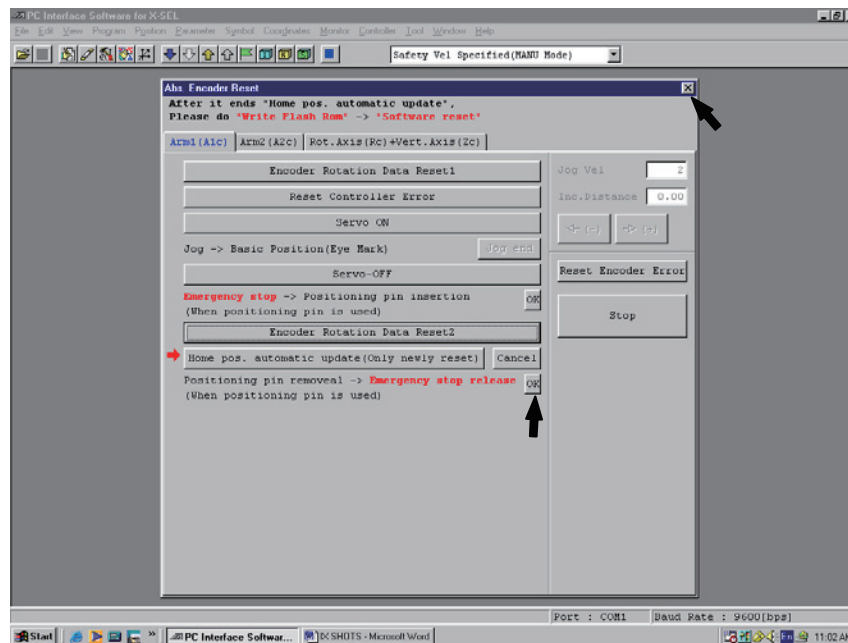 PC Interface Software for X-SEL
File Edit View Program Position Parameter Symbol Coordinates Monitor Controller Tool Window Help
Safety Vel Specified(MANU Mode)
Abs. Encoder Reset
After it ends "Home pos. automatic update",
Please do "Write Flash Rom" -> "Software reset"
Arm1(A1c) Arm2(A2c) Rot.Axis(Rc)+Vert.Axis(Zc)
Encoder Rotation Data Reset1
Jog Vel 2
Reset Controller Error
Inc.Distance 0.00
Servo ON
<- (-) -> (+)
Jog -> Basic Position(Eye Mark) Jog end
Servo-OFF
Reset Encoder Error
Emergency stop -> Positioning pin insertion OK
(When positioning pin is used)
Stop
Encoder Rotation Data Reset2
Home pos. automatic update(Only newly reset) Cancel
Positioning pin removeal -> Emergency stop release OK
(When positioning pin is used)
Port : COM1 Baud Rate : 9600[bps]
Start » PC Interface Softwar... IX SHOTS - Microsoft Word En 11:02 AM